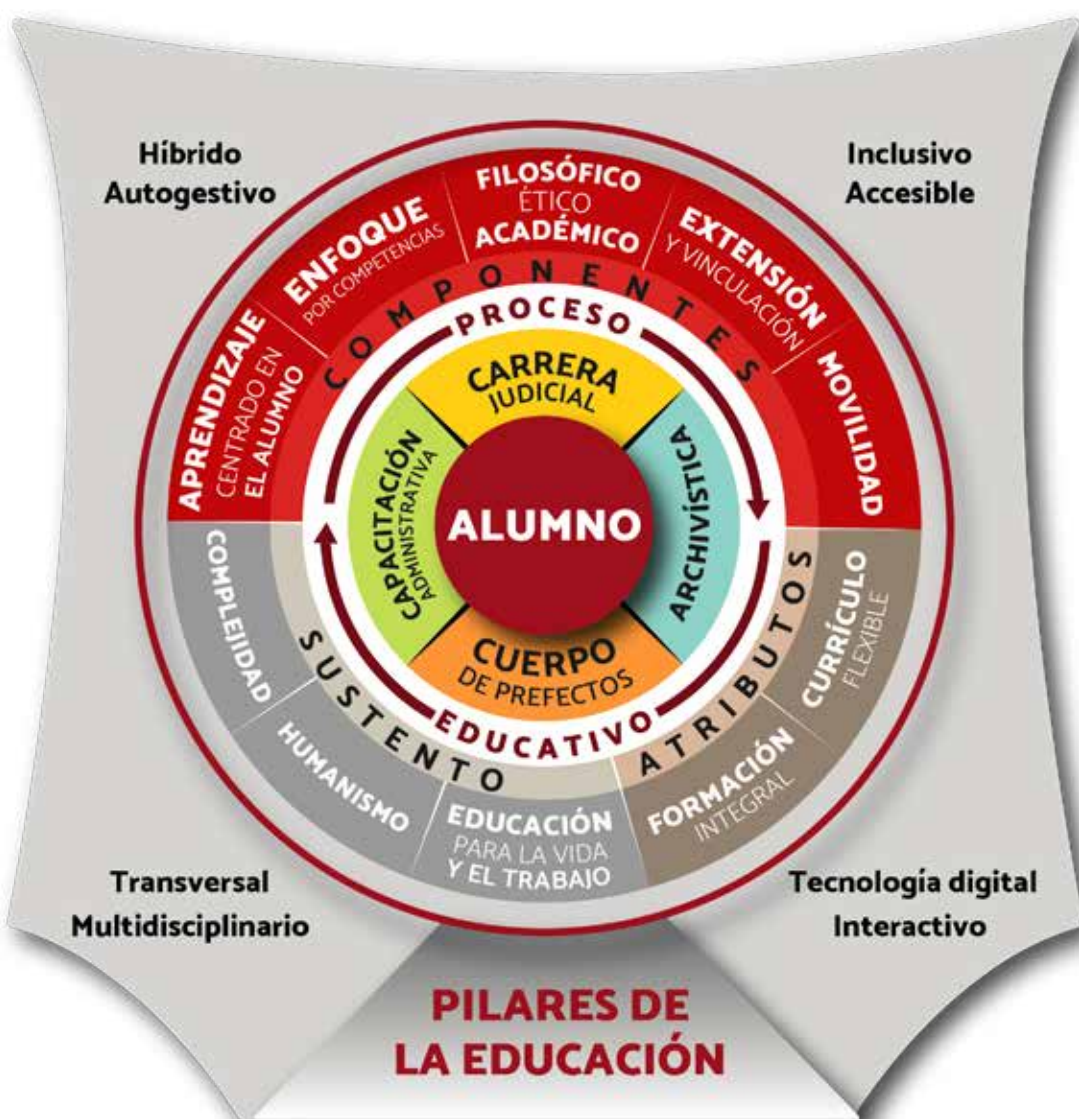 Híbrido
Autogestivo
Inclusivo
Accesible
APRENDIZAJE
CENTRADO EN
EL ALUMNO
ENFOQUE
POR COMPETENCIAS
FILOSÓFICO
ÉTICO
ACADÉMICO
EXTENSIÓN
Y VINCULACIÓN
MOVILIDAD
COMPONENTES
PROCESO
CARRERA
JUDICIAL
CAPACITACIÓN
ADMINISTRATIVA
ALUMNO
ARCHIVÍSTICA
CUERPO
DE PREFECTOS
EDUCATIVO
SUSTENTO
ATRIBUTOS
COMPLEJIDAD
HUMANISMO
EDUCACIÓN
PARA LA VIDA
Y EL TRABAJO
FORMACIÓN
INTEGRAL
CURRÍCULO
FLEXIBLE
Transversal
Multidisciplinario
Tecnología digital
Interactivo
PILARES DE
LA EDUCACIÓN